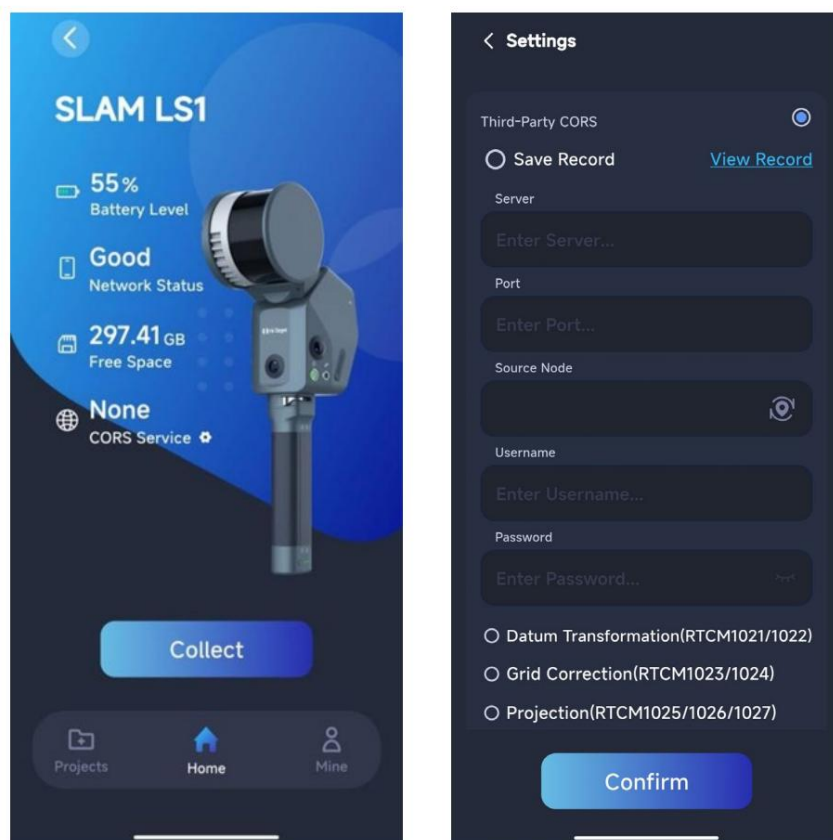 SLAM LS1
55%
Battery Level
Good
Network Status
297.41 GB
Free Space
None
CORS Service
Collect
Projects
Home
Mine
Settings
Third-Party CORS
Save Record
View Record
Server
Enter Server...
Port
Enter Port...
Source Node
Username
Enter Username...
Password
Enter Password...
Datum Transformation(RTCM1021/1022)
Grid Correction(RTCM1023/1024)
Projection(RTCM1025/1026/1027)
Confirm